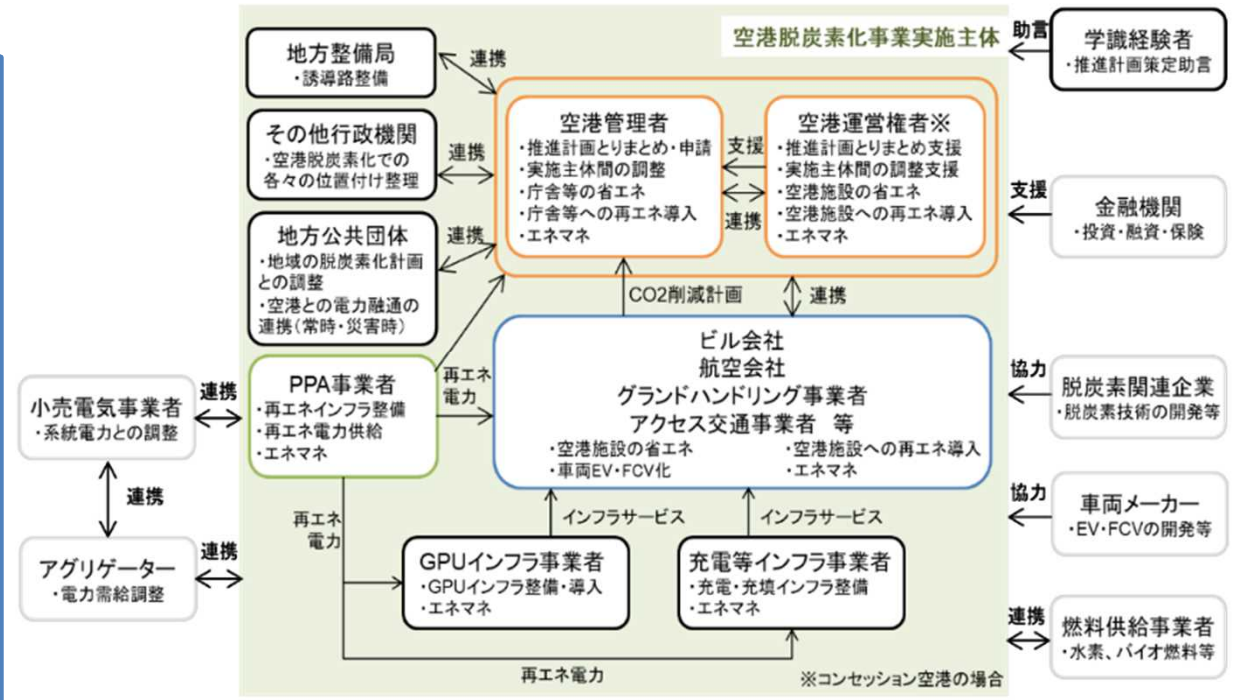 空港脱炭素化事業実施主体
地方整備局
・誘導路整備
連携
その他行政機関
・空港脱炭素化での
各々の位置付け整理
連携
地方公共団体
・地域の脱炭素化計画
との調整
・空港との電力融通の
連携(常時・災害時)
連携
空港管理者
・推進計画とりまとめ・申請
・実施主体間の調整
・庁舎等の省エネ
・庁舎等への再エネ導入
・エネマネ
支援
連携
空港運営権者※
・推進計画とりまとめ支援
・実施主体間の調整支援
・空港施設の省エネ
・空港施設への再エネ導入
・エネマネ
CO2削減計画
連携
PPA事業者
・再エネインフラ整備
・再エネ電力供給
・エネマネ
再エネ
電力
ビル会社
航空会社
グランドハンドリング事業者
アクセス交通事業者 等
・空港施設の省エネ
・車両EV・FCV化
・空港施設への再エネ導入
・エネマネ
再エネ
電力
インフラサービス
インフラサービス
GPUインフラ事業者
・GPUインフラ整備・導入
・エネマネ
充電等インフラ事業者
・充電・充填インフラ整備
・エネマネ
再エネ電力
※コンセッション空港の場合
小売電気事業者
・系統電力との調整
連携
連携
アグリゲーター
・電力需給調整
連携
助言
学識経験者
・推進計画策定助言
支援
金融機関
・投資・融資・保険
協力
脱炭素関連企業
・脱炭素技術の開発等
協力
車両メーカー
・EV・FCVの開発等
連携
燃料供給事業者
・水素、バイオ燃料等